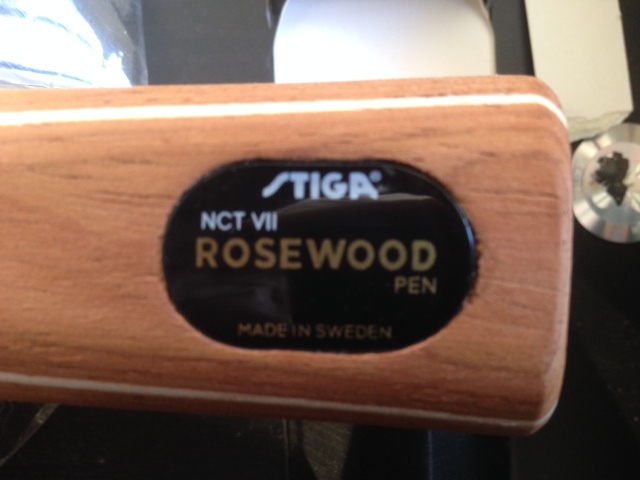 STIGA®
NCT VII
ROSEWOOD
PEN
MADE IN SWEDEN